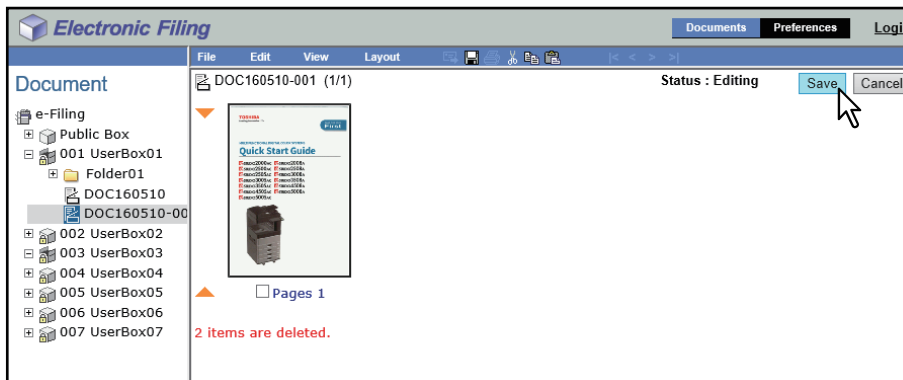 Electronic Filing
Documents Preferences Logi
File Edit View Layout |< < > >|
Document
DOC160510-001 (1/1) Status : Editing Save Cancel
e-Filing
Public Box
001 UserBox01
Folder01
DOC160510
DOC160510-00
002 UserBox02
003 UserBox03
004 UserBox04
005 UserBox05
006 UserBox06
007 UserBox07
TOSHIBA
Quick Start Guide
Pages 1
2 items are deleted.